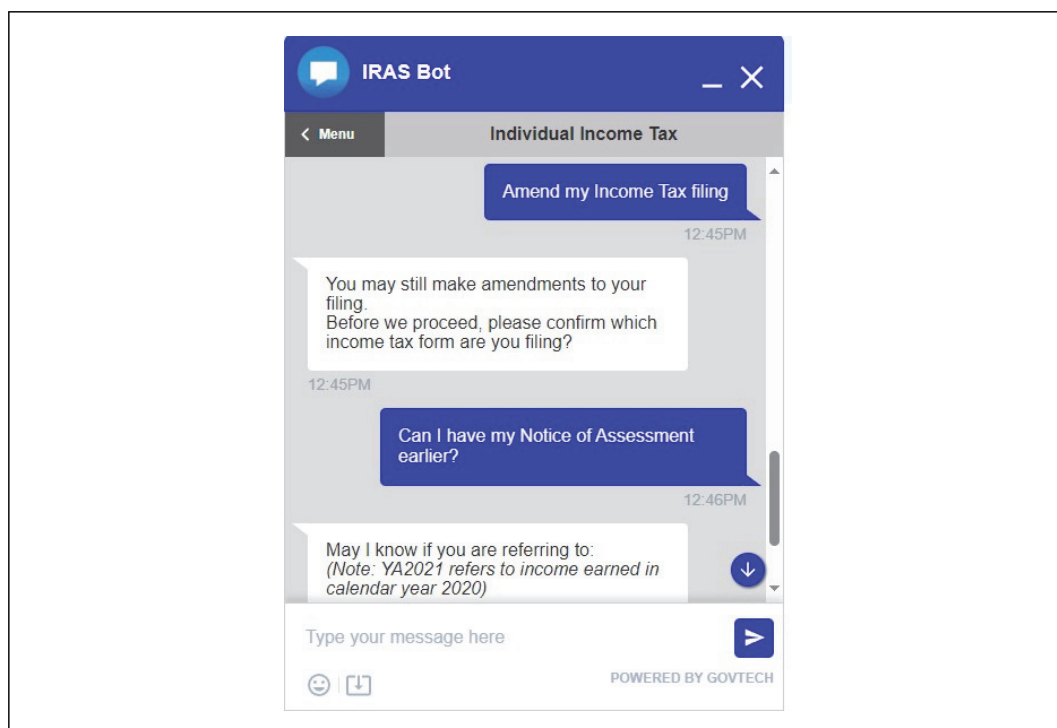 IRAS Bot
Menu
Individual Income Tax
Amend my Income Tax filing
12:45PM
You may still make amendments to your
filing.
Before we proceed, please confirm which
income tax form are you filing?
12:45PM
Can I have my Notice of Assessment
earlier?
12:46PM
May I know if you are referring to:
(Note: YA2021 refers to income earned in
calendar year 2020)
Type your message here
POWERED BY GOVTECH